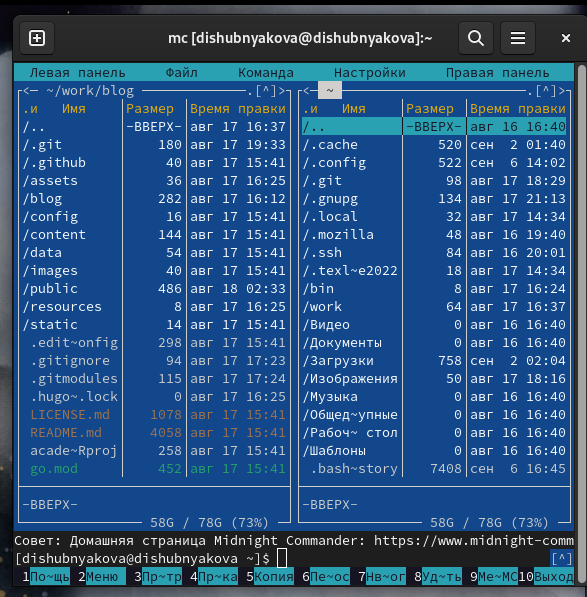 mc [dishubnyakova@dishubnyakova]:~
Левая панель Файл Команда Настройки Правая панель
<— ~/work/blog .[^]> <— ~ .[^]>
.и Имя Размер Время правки .и Имя Размер Время правки
/.. -ВВЕРХ- авг 17 16:37 /.. -ВВЕРХ- авг 16 16:40
/.git 180 авг 17 19:33 /.cache 520 сен 2 01:40
/.github 40 авг 17 15:41 /.config 522 сен 6 14:02
/assets 36 авг 17 16:25 /.git 98 авг 17 18:29
/blog 282 авг 17 16:12 /.gnupg 134 авг 17 21:13
/config 16 авг 17 15:41 /.local 32 авг 17 14:34
/content 144 авг 17 15:41 /.mozilla 48 авг 16 19:40
/data 54 авг 17 15:41 /.ssh 84 авг 16 20:01
/images 40 авг 17 15:41 /.texl~e2022 18 авг 17 14:34
/public 486 авг 18 02:33 /bin 8 авг 17 16:24
/resources 8 авг 17 16:25 /work 64 авг 17 16:37
/static 14 авг 17 15:41 /Видео 0 авг 16 16:40
.edit~onfig 298 авг 17 15:41 /Документы 0 авг 16 16:40
.gitignore 94 авг 17 17:23 /Загрузки 758 сен 2 02:04
.gitmodules 115 авг 17 17:24 /Изображения 50 авг 17 18:16
.hugo~.lock 0 авг 17 16:25 /Музыка 0 авг 16 16:40
LICENSE.md 1078 авг 17 15:41 /Общед~упные 0 авг 16 16:40
README.md 4058 авг 17 15:41 /Рабоч~ стол 0 авг 16 16:40
acade~Rproj 258 авг 17 15:41 /Шаблоны 0 авг 16 16:40
go.mod 452 авг 17 15:41 .bash~story 7408 сен 6 16:45
-ВВЕРХ- -ВВЕРХ-
58G / 78G (73%) 58G / 78G (73%)
Совет: Домашняя страница Midnight Commander: https://www.midnight-comm
[dishubnyakova@dishubnyakova ~]$ [^]
1По~щь 2Меню 3Пр~тр 4Пр~ка 5Копия 6Пе~ос 7Нв~ог 8Уд~ть 9Ме~МС10Выход